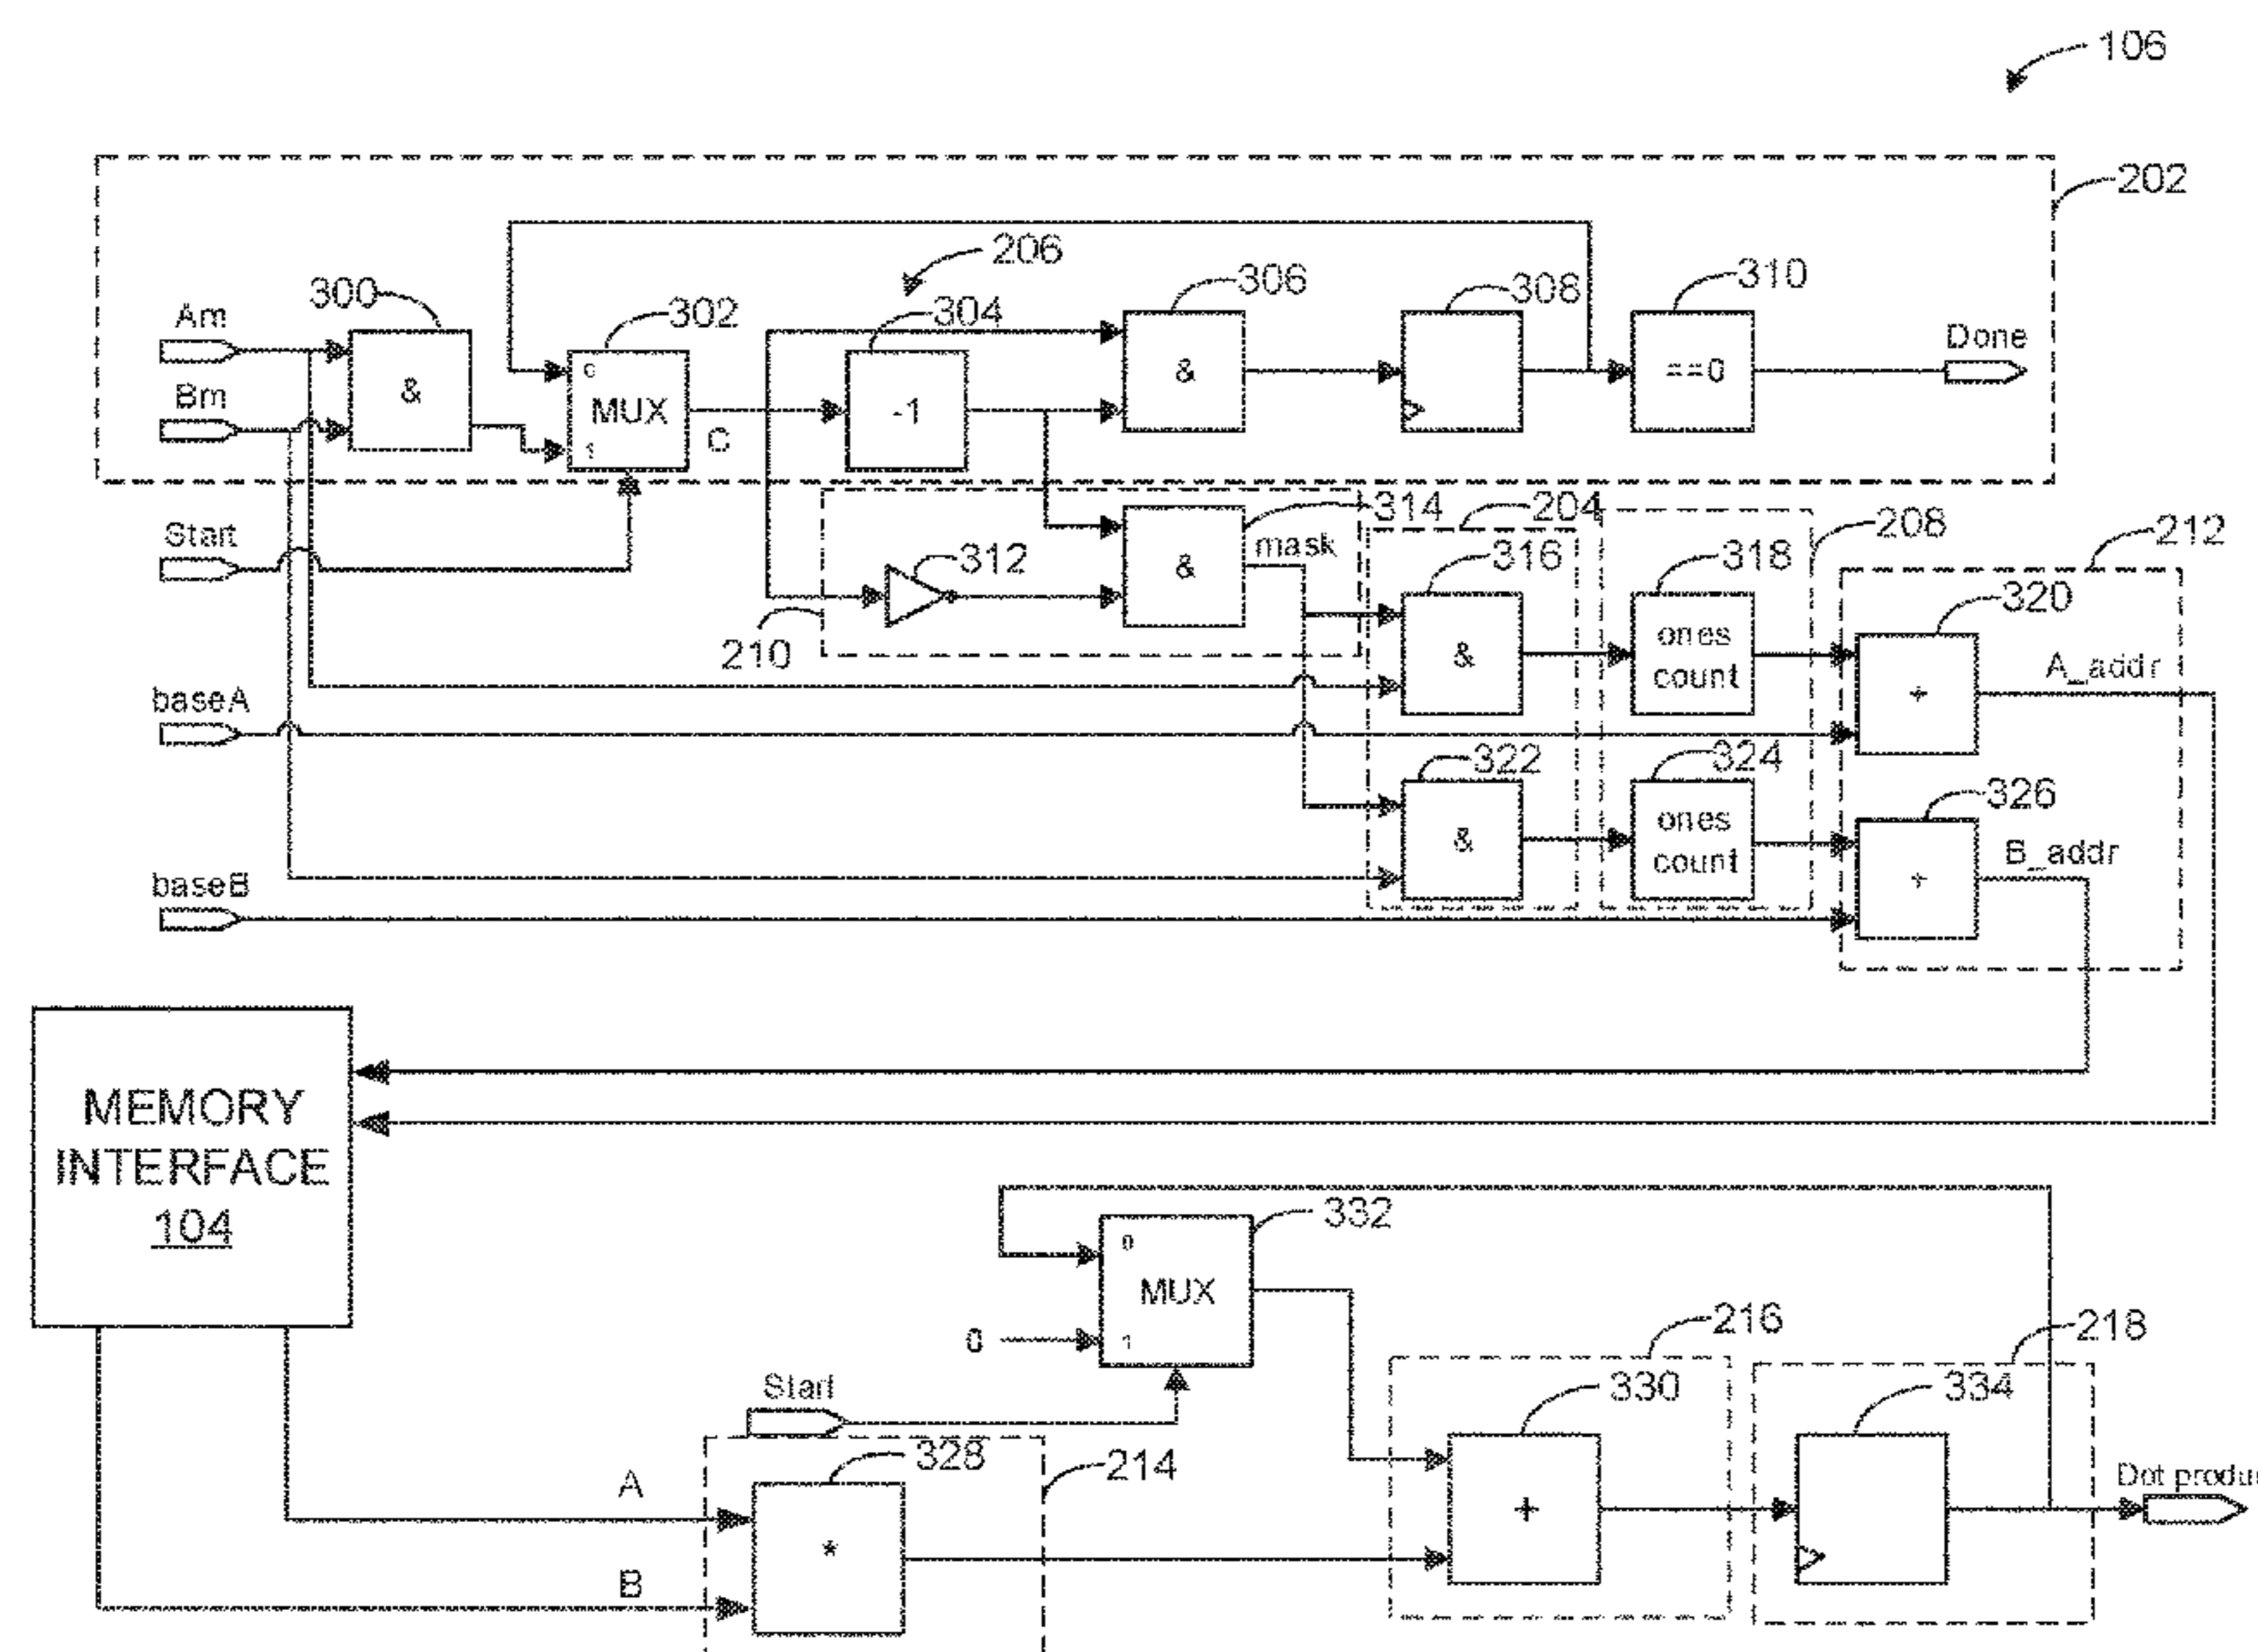 106
202
206
300
302
304
306
308
310
Am
Bm
&
0
MUX
1
C
-1
&
==0
Done
Start
312
314
mask
204
316
318
208
212
320
&
&
ones
count
+
A_addr
210
baseA
322
324
326
&
ones
count
+
B_addr
baseB
MEMORY
INTERFACE
104
332
0
MUX
0
1
216
218
Start
330
334
328
214
A
*
+
Dot produ
B